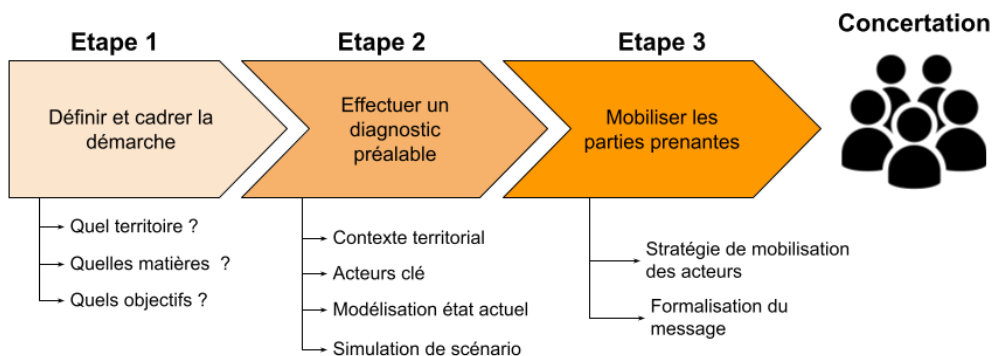 Concertation
Etape 1
Etape 2
Etape 3
Définir et cadrer la
démarche
Effectuer un
diagnostic
préalable
Mobiliser les
parties prenantes
Quel territoire ?
Quelles matières  ?
Quels objectifs ?
Contexte territorial
Acteurs clé
Modélisation état actuel
Simulation de scénario
Stratégie de mobilisation
des acteurs
Formalisation du
message